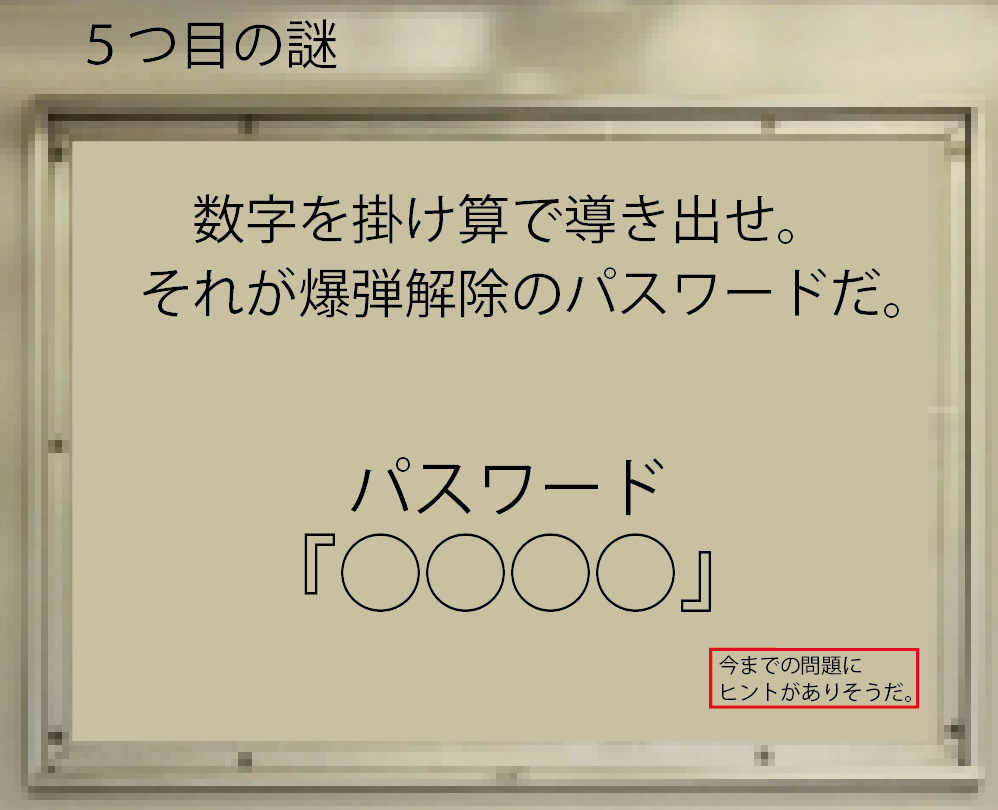 ５つ目の謎
数字を掛け算で導き出せ。
それが爆弾解除のパスワードだ。
パスワード
『◯◯◯◯』
今までの問題に
ヒントがありそうだ。